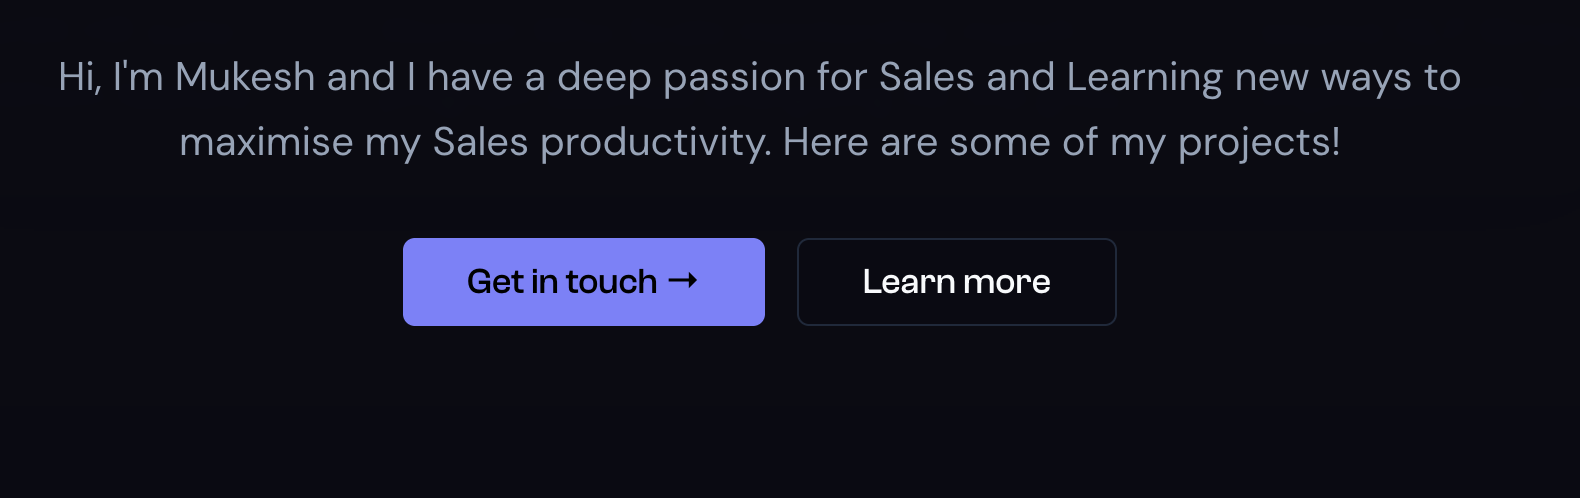 Hi, I'm Mukesh and I have a deep passion for Sales and Learning new ways to
maximise my Sales productivity. Here are some of my projects!
Get in touch →
Learn more